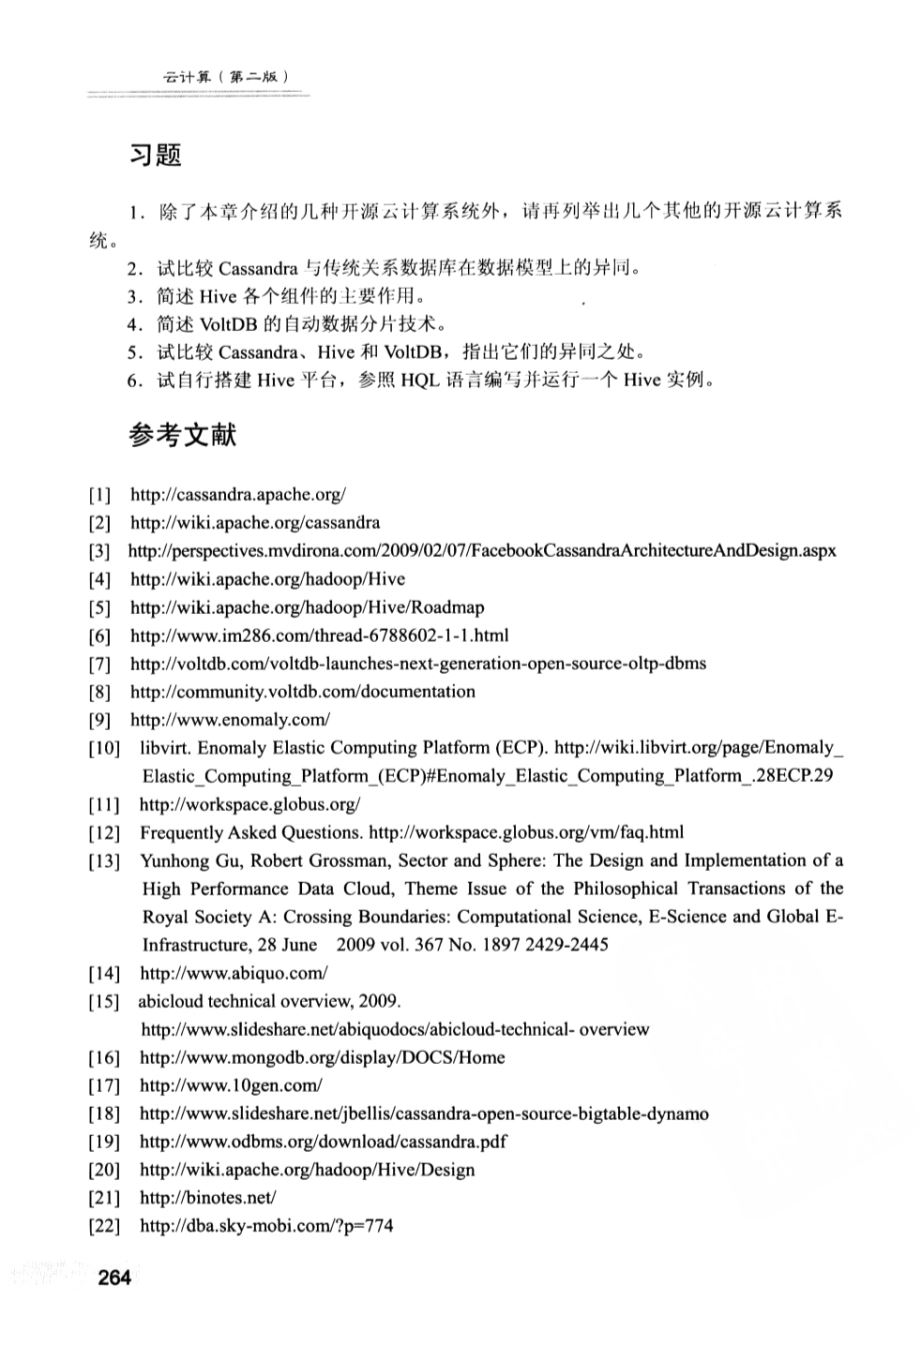 云计算（第二版）
习题
1．除了本章介绍的几种开源云计算系统外，请再列举出几个其他的开源云计算系
统。
2．试比较 Cassandra 与传统关系数据库在数据模型上的异同。
3．简述 Hive 各个组件的主要作用。
4．简述 VoltDB 的自动数据分片技术。
5．试比较 Cassandra、Hive 和 VoltDB，指出它们的异同之处。
6．试自行搭建 Hive 平台，参照 HQL 语言编写并运行一个 Hive 实例。
参考文献
[1] http://cassandra.apache.org/
[2] http://wiki.apache.org/cassandra
[3] http://perspectives.mvdirona.com/2009/02/07/FacebookCassandraArchitectureAndDesign.aspx
[4] http://wiki.apache.org/hadoop/Hive
[5] http://wiki.apache.org/hadoop/Hive/Roadmap
[6] http://www.im286.com/thread-6788602-1-1.html
[7] http://voltdb.com/voltdb-launches-next-generation-open-source-oltp-dbms
[8] http://community.voltdb.com/documentation
[9] http://www.enomaly.com/
[10] libvirt. Enomaly Elastic Computing Platform (ECP). http://wiki.libvirt.org/page/Enomaly_
Elastic_Computing_Platform_(ECP)#Enomaly_Elastic_Computing_Platform_.28ECP.29
[11] http://workspace.globus.org/
[12] Frequently Asked Questions. http://workspace.globus.org/vm/faq.html
[13] Yunhong Gu, Robert Grossman, Sector and Sphere: The Design and Implementation of a
High Performance Data Cloud, Theme Issue of the Philosophical Transactions of the
Royal Society A: Crossing Boundaries: Computational Science, E-Science and Global E-
Infrastructure, 28 June 2009 vol. 367 No. 1897 2429-2445
[14] http://www.abiquo.com/
[15] abicloud technical overview, 2009.
http://www.slideshare.net/abiquodocs/abicloud-technical- overview
[16] http://www.mongodb.org/display/DOCS/Home
[17] http://www.10gen.com/
[18] http://www.slideshare.net/jbellis/cassandra-open-source-bigtable-dynamo
[19] http://www.odbms.org/download/cassandra.pdf
[20] http://wiki.apache.org/hadoop/Hive/Design
[21] http://binotes.net/
[22] http://dba.sky-mobi.com/?p=774
264